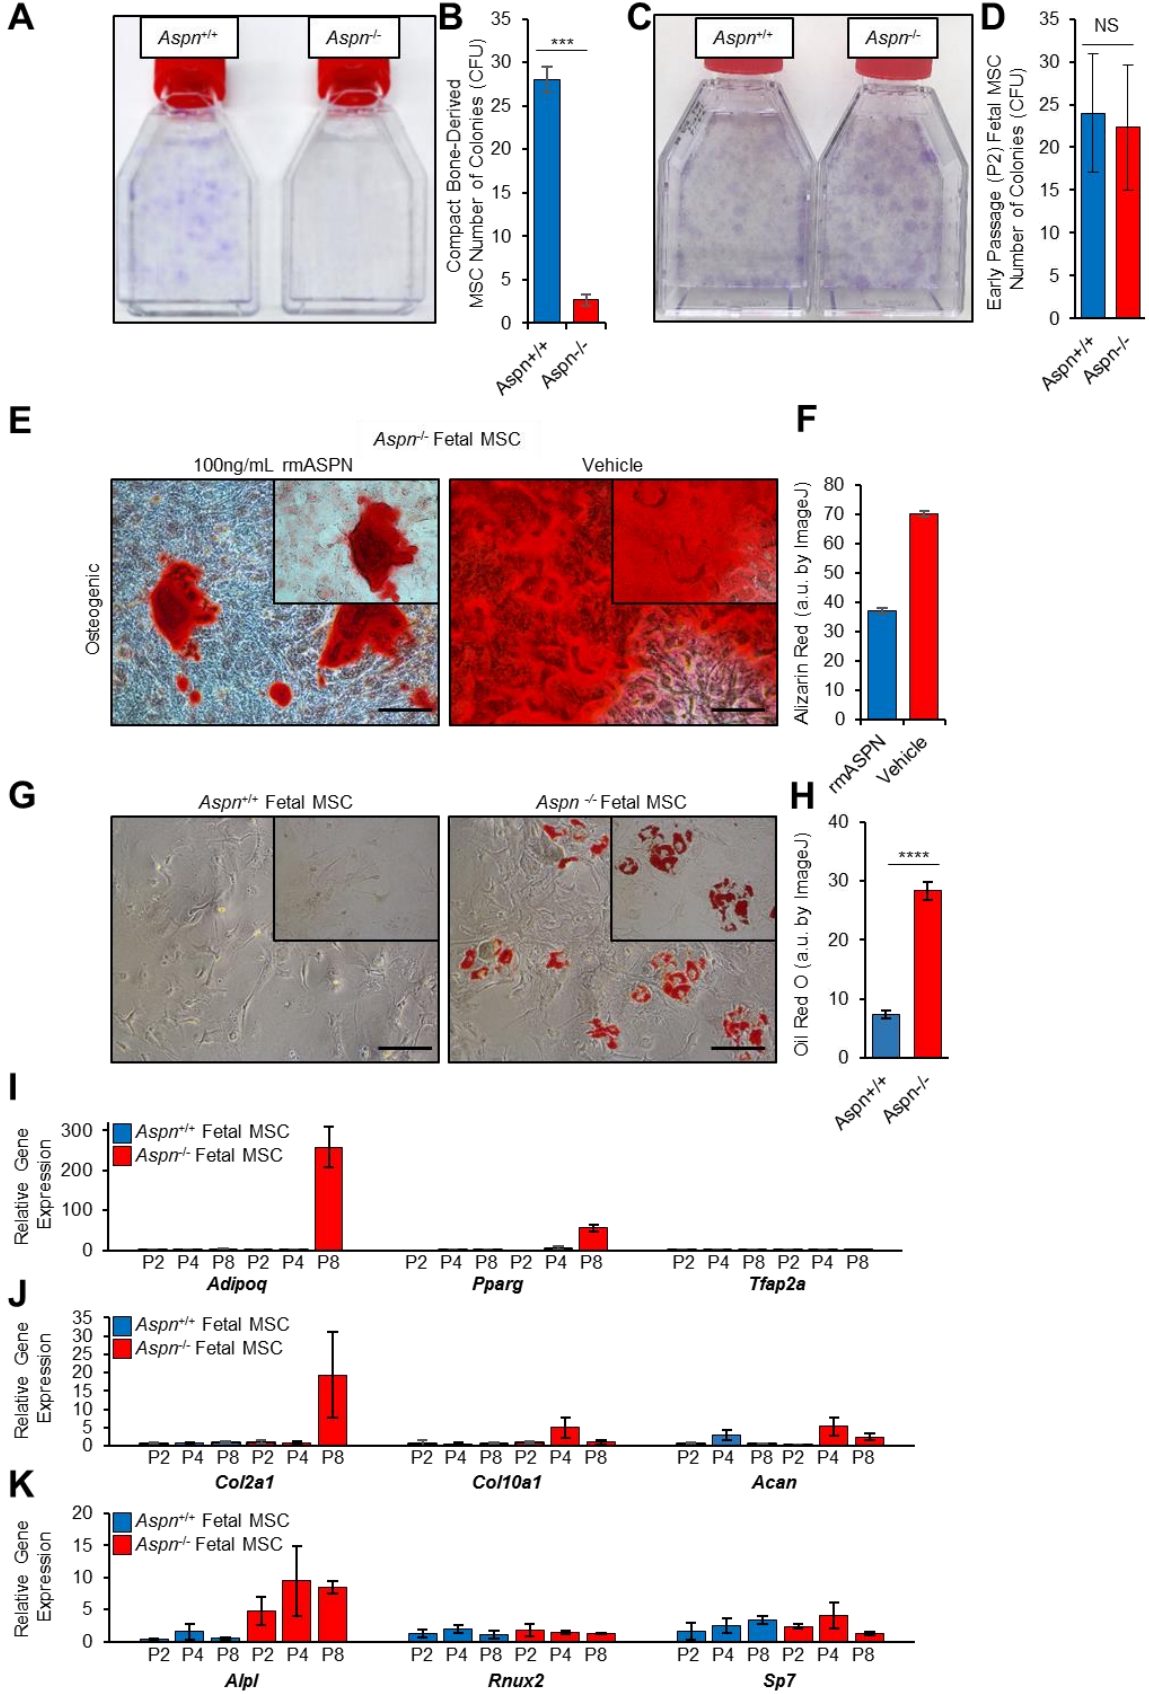 A
Aspn+/+
Aspn-/-
B
Compact Bone-Derived
MSC Number of Colonies (CFU)
35
30
25
20
15
10
5
0
***
Aspn+/+
Aspn-/-
C
Aspn+/+
Aspn-/-
D
Early Passage (P2) Fetal MSC
Number of Colonies (CFU)
35
30
25
20
15
10
5
0
NS
Aspn+/+
Aspn-/-
E
Aspn-/- Fetal MSC
100ng/mL rmASPN
Vehicle
Osteogenic
F
Alizarin Red (a.u. by ImageJ)
80
70
60
50
40
30
20
10
0
rmASPN
Vehicle
G
Aspn+/+ Fetal MSC
Aspn -/- Fetal MSC
H
Oil Red O (a.u. by ImageJ)
40
30
20
10
0
****
Aspn+/+
Aspn-/-
I
Relative Gene
Expression
300
200
100
0
Aspn+/+ Fetal MSC
Aspn-/- Fetal MSC
P2 P4 P8 P2 P4 P8
P2 P4 P8 P2 P4 P8
P2 P4 P8 P2 P4 P8
Adipoq
Pparg
Tfap2a
J
Relative Gene
Expression
35
30
25
20
15
10
5
0
Aspn+/+ Fetal MSC
Aspn-/- Fetal MSC
P2 P4 P8 P2 P4 P8
P2 P4 P8 P2 P4 P8
P2 P4 P8 P2 P4 P8
Col2a1
Col10a1
Acan
K
Relative Gene
Expression
20
15
10
5
0
Aspn+/+ Fetal MSC
Aspn-/- Fetal MSC
P2 P4 P8 P2 P4 P8
P2 P4 P8 P2 P4 P8
P2 P4 P8 P2 P4 P8
Alpl
Rnux2
Sp7